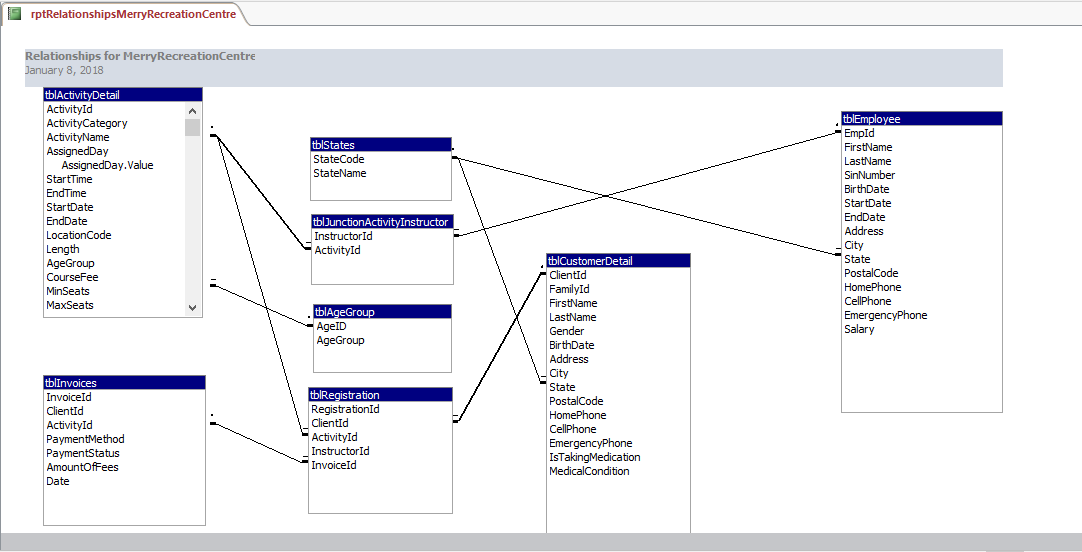 rptRelationshipsMerryRecreationCentre
Relationships for MerryRecreationCentre
January 8, 2018
tblActivityDetail
ActivityId
ActivityCategory
ActivityName
AssignedDay
AssignedDay.Value
StartTime
EndTime
StartDate
EndDate
LocationCode
Length
AgeGroup
CourseFee
MinSeats
MaxSeats
tblInvoices
InvoiceId
ClientId
ActivityId
PaymentMethod
PaymentStatus
AmountOfFees
Date
tblStates
StateCode
StateName
tblJunctionActivityInstructor
InstructorId
ActivityId
tblAgeGroup
AgeID
AgeGroup
tblRegistration
RegistrationId
ClientId
ActivityId
InstructorId
InvoiceId
tblCustomerDetail
ClientId
FamilyId
FirstName
LastName
Gender
BirthDate
Address
City
State
PostalCode
HomePhone
CellPhone
EmergencyPhone
IsTakingMedication
MedicalCondition
tblEmployee
EmpId
FirstName
LastName
SinNumber
BirthDate
StartDate
EndDate
Address
City
State
PostalCode
HomePhone
CellPhone
EmergencyPhone
Salary